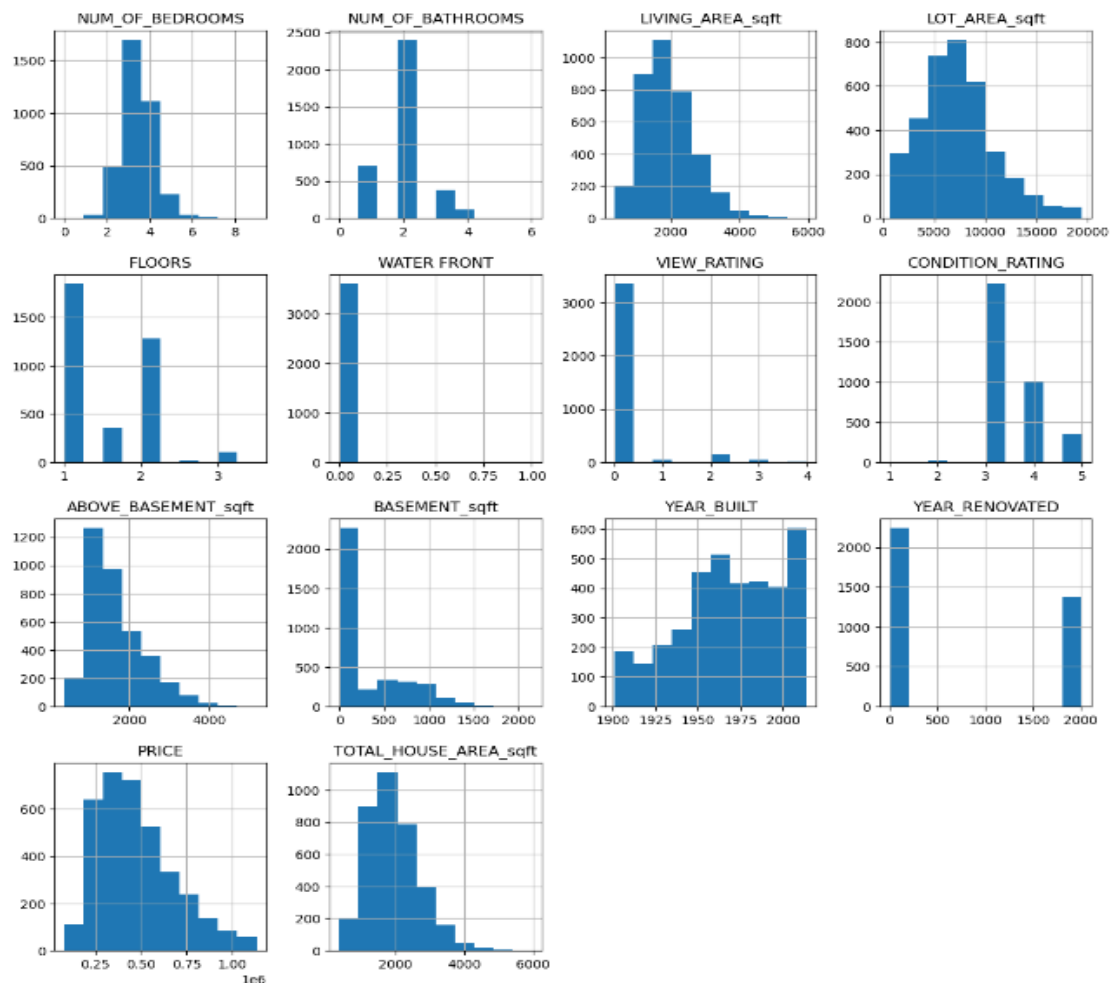 NUM_OF_BEDROOMS
1500
1000
500
0
0 2 4 6 8
NUM_OF_BATHROOMS
2500
2000
1500
1000
500
0
0 2 4 6
LIVING_AREA_sqft
1000
800
600
400
200
0
2000 4000 6000
LOT_AREA_sqft
800
600
400
200
0
0 5000 10000 15000 20000
FLOORS
1500
1000
500
0
1 2 3
WATER FRONT
3000
2000
1000
0
0.00 0.25 0.50 0.75 1.00
VIEW_RATING
3000
2000
1000
0
0 1 2 3 4
CONDITION_RATING
2000
1500
1000
500
0
1 2 3 4 5
ABOVE_BASEMENT_sqft
1200
1000
800
600
400
200
0
2000 4000
BASEMENT_sqft
2000
1500
1000
500
0
0 500 1000 1500 2000
YEAR_BUILT
600
500
400
300
200
100
0
1900 1925 1950 1975 2000
YEAR_RENOVATED
2000
1500
1000
500
0
0 500 1000 1500 2000
PRICE
600
400
200
0
0.25 0.50 0.75 1.00
1e6
TOTAL_HOUSE_AREA_sqft
1000
800
600
400
200
0
2000 4000 6000